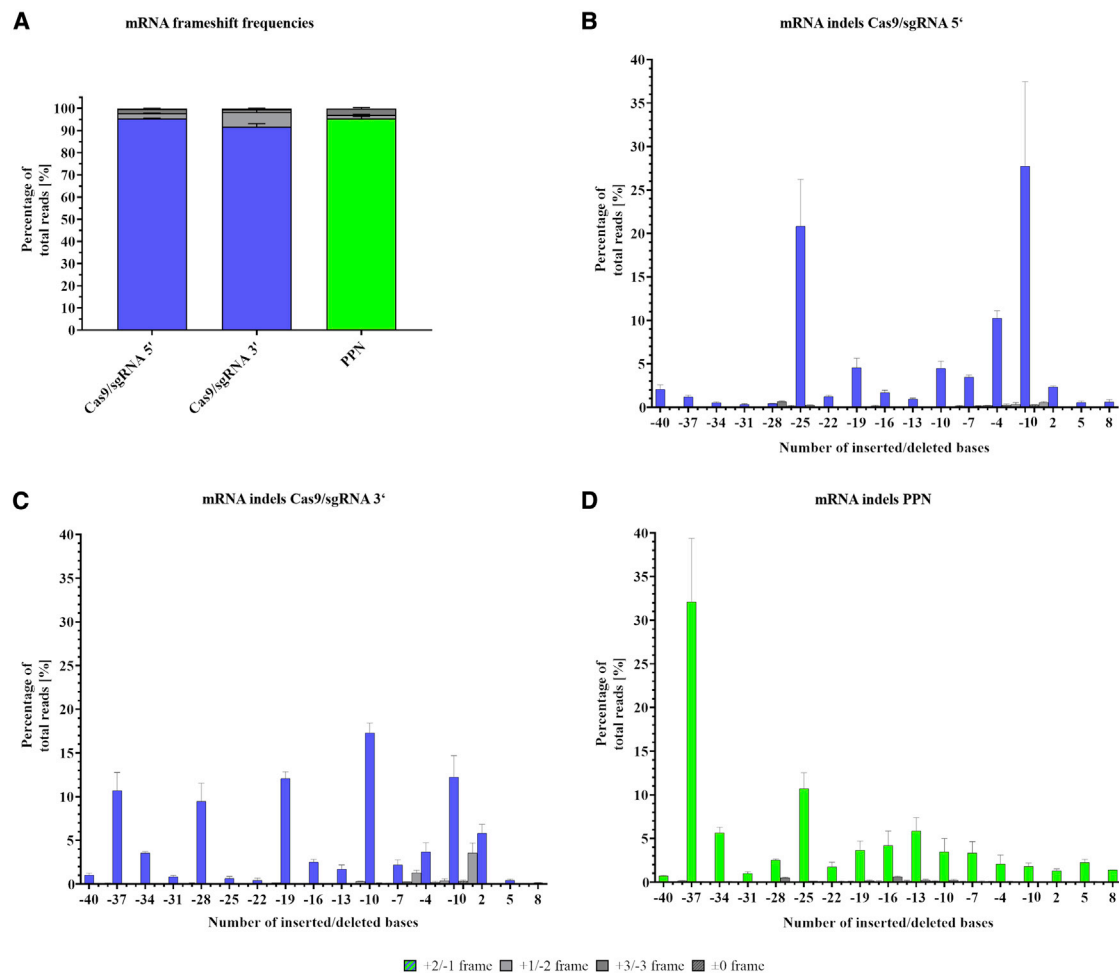 A
mRNA frameshift frequencies
Percentage of
total reads [%]
100
90
80
70
60
50
40
30
20
10
0
Cas9/sgRNA 5'
Cas9/sgRNA 3'
PPN
B
mRNA indels Cas9/sgRNA 5‘
Percentage of
total reads [%]
40
35
30
25
20
15
10
5
0
-40 -37 -34 -31 -28 -25 -22 -19 -16 -13 -10 -7 -4 -10 2 5 8
Number of inserted/deleted bases
C
mRNA indels Cas9/sgRNA 3‘
Percentage of
total reads [%]
40
35
30
25
20
15
10
5
0
-40 -37 -34 -31 -28 -25 -22 -19 -16 -13 -10 -7 -4 -10 2 5 8
Number of inserted/deleted bases
D
mRNA indels PPN
Percentage of
total reads [%]
40
35
30
25
20
15
10
5
0
-40 -37 -34 -31 -28 -25 -22 -19 -16 -13 -10 -7 -4 -10 2 5 8
Number of inserted/deleted bases
+2/-1 frame +1/-2 frame +3/-3 frame ±0 frame